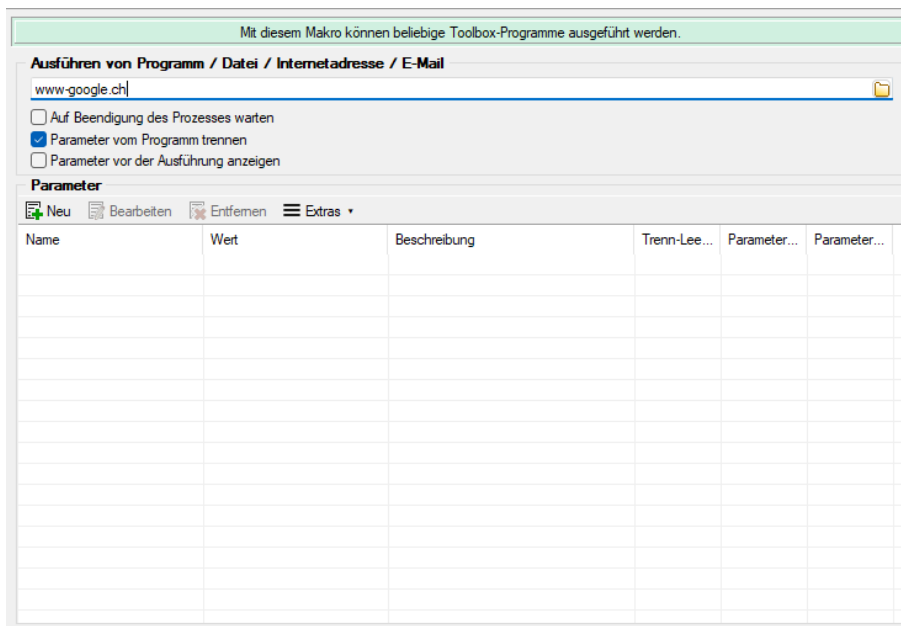 Mit diesem Makro können beliebige Toolbox-Programme ausgeführt werden.
Ausführen von Programm / Datei / Internetadresse / E-Mail
www-google.ch
Auf Beendigung des Prozesses warten
Parameter vom Programm trennen
Parameter vor der Ausführung anzeigen
Parameter
Neu Bearbeiten Entfernen Extras
Name Wert Beschreibung Trenn-Lee... Parameter... Parameter...